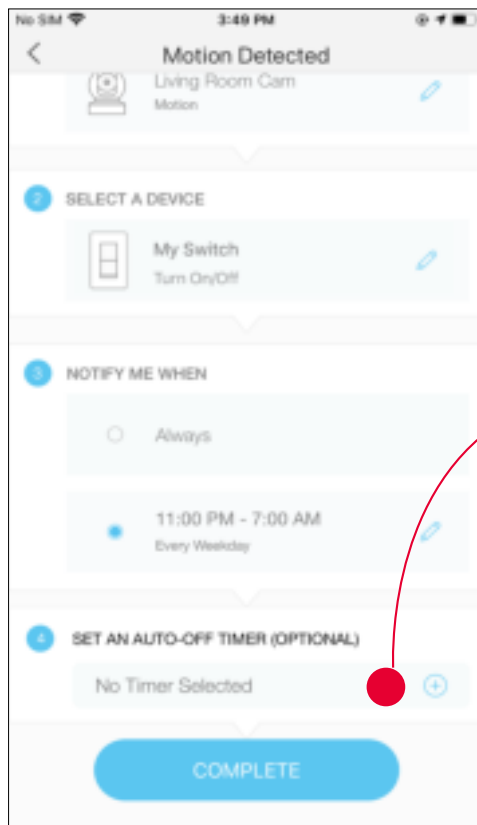 No SIM 3:49 PM
Motion Detected
Living Room Cam
Motion
2 SELECT A DEVICE
My Switch
Turn On/Off
3 NOTIFY ME WHEN
Always
11:00 PM - 7:00 AM
Every Weekday
4 SET AN AUTO-OFF TIMER (OPTIONAL)
No Timer Selected
COMPLETE